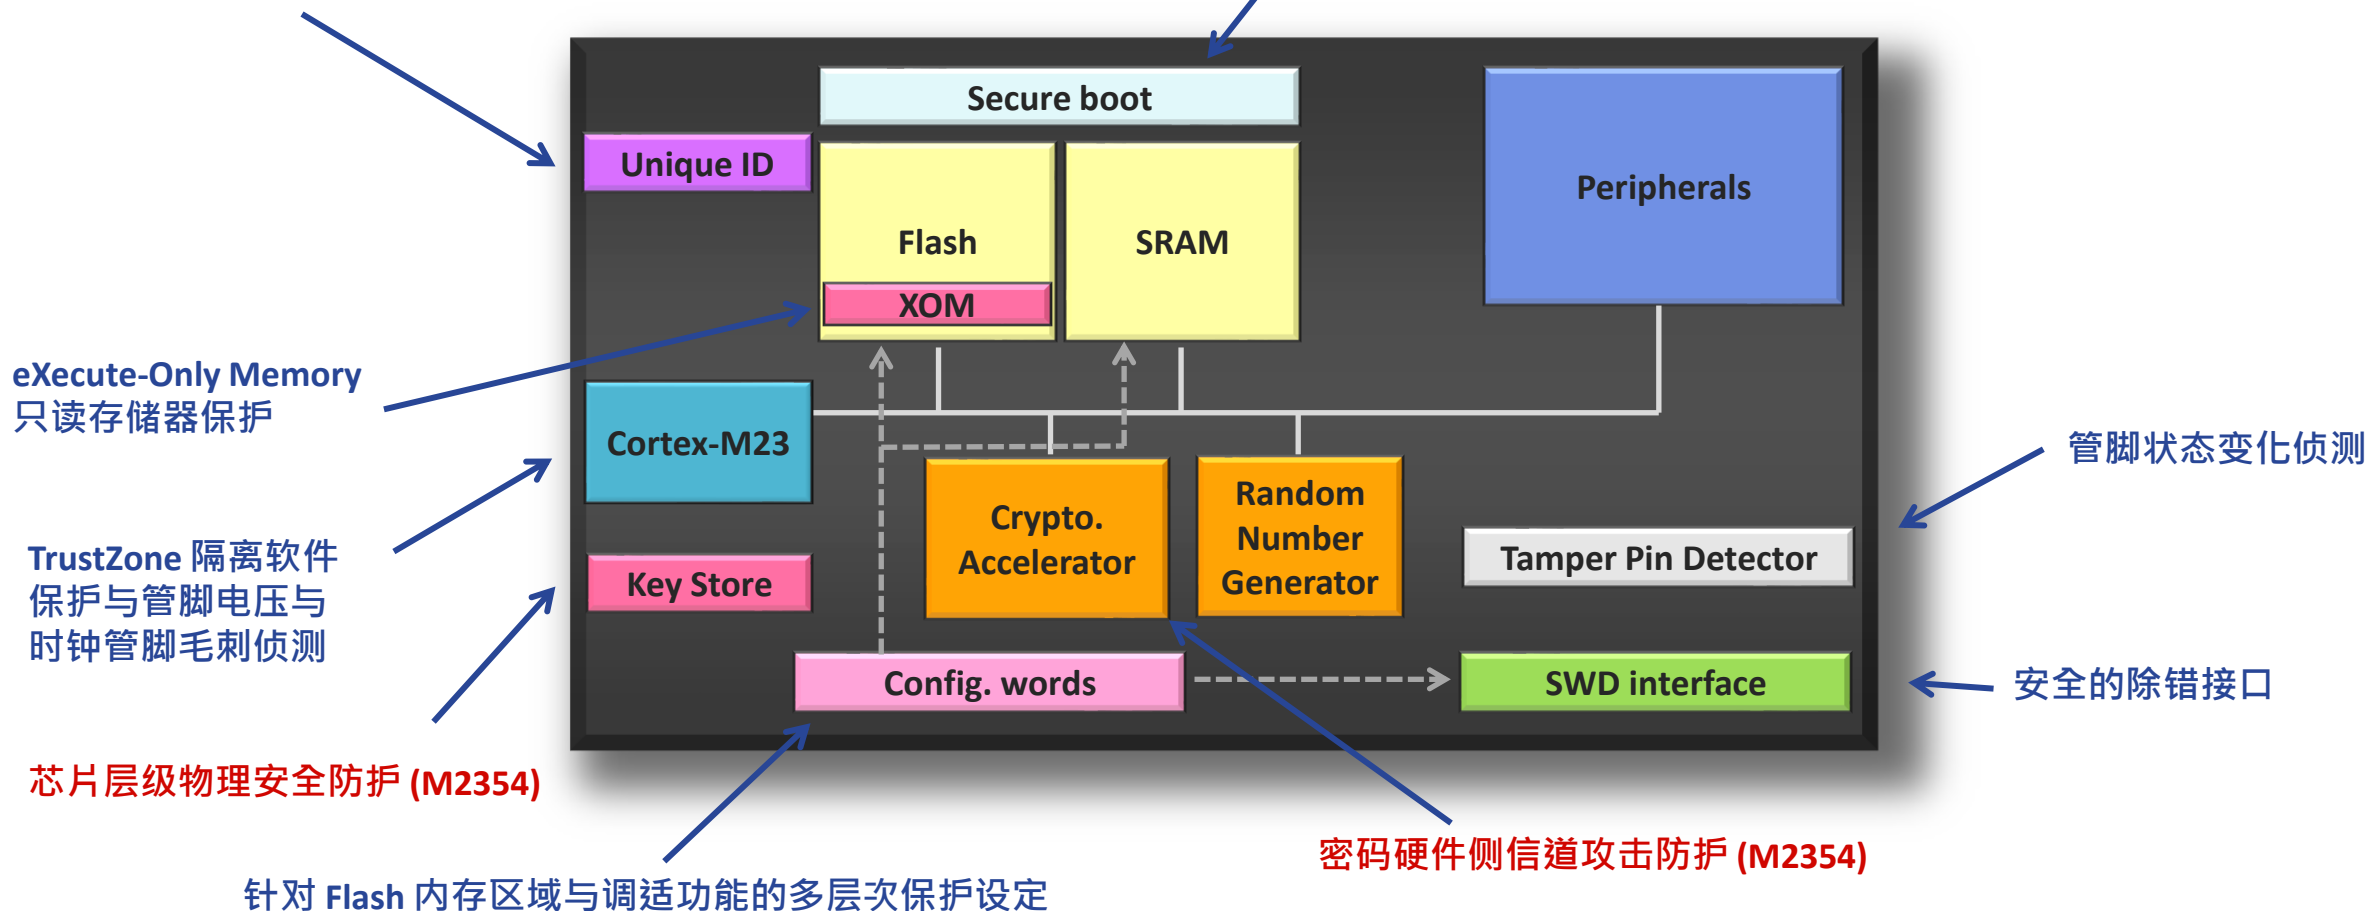 Secure boot
Unique ID
Peripherals
Flash
SRAM
XOM
eXecute-Only Memory
只读存储器保护
Cortex-M23
管脚状态变化侦测
Crypto.
Accelerator
Random
Number
Generator
TrustZone 隔离软件
保护与管脚电压与
时钟管脚毛刺侦测
Tamper Pin Detector
Key Store
Config. words
SWD interface
安全的除错接口
芯片层级物理安全防护 (M2354)
密码硬件侧信道攻击防护 (M2354)
针对 Flash 内存区域与调适功能的多层次保护设定